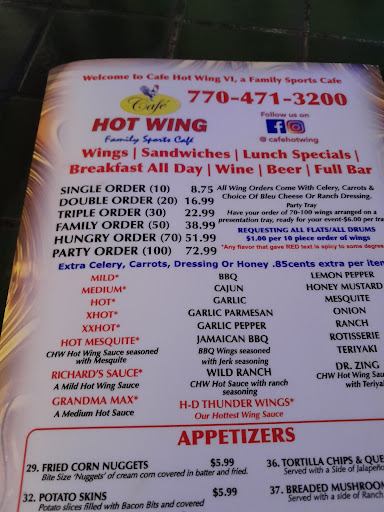 Welcome to Cafe Hot Wing VI, a Family Sports Cafe
Café
770-471-3200
HOT WING
Family Sports Café
Follow us on
@ cafehotwing
Wings | Sandwiches | Lunch Specials |
Breakfast All Day | Wine | Beer | Full Bar
SINGLE ORDER (10) 8.75
DOUBLE ORDER (20) 16.99
TRIPLE ORDER (30) 22.99
FAMILY ORDER (50) 38.99
HUNGRY ORDER (70) 51.99
PARTY ORDER (100) 72.99
All Wing Orders Come With Celery, Carrots &
Choice Of Bleu Cheese Or Ranch Dressing.
Party Tray
Have your order of 70-100 wings arranged on a
presentation tray, ready for your event-$6.00 per tra
REQUESTING ALL FLATS/ALL DRUMS
$1.00 per 10 piece order of wings
*Any flavor that gave RED text is spicy to some degree
Extra Celery, Carrots, Dressing Or Honey .85cents extra per item
MILD*
MEDIUM*
HOT*
XHOT*
XXHOT*
HOT MESQUITE*
CHW Hot Wing Sauce seasoned
with Mesquite
RICHARD'S SAUCE*
A Mild Hot Wing Sauce
GRANDMA MAX*
A Medium Hot Sauce
BBQ
CAJUN
GARLIC
GARLIC PARMESAN
GARLIC PEPPER
JAMAICAN BBQ
BBQ Wings seasoned
with Jerk seasoning
WILD RANCH
CHW Hot Sauce with ranch
seasoning
H-D THUNDER WINGS*
Our Hottest Wing Sauce
LEMON PEPPER
HONEY MUSTARD
MESQUITE
ONION
RANCH
ROTISSERIE
TERIYAKI
DR. ZING
CHW Hot Wing Sau
with Teriyak
APPETIZERS
29. FRIED CORN NUGGETS $5.99
Bite Size 'Nuggets' of cream corn covered in batter and fried.
32. POTATO SKINS $5.99
Potato slices filled with Bacon Bits and covered
36. TORTILLA CHIPS & QUE
Served with a Side of Jalapeño
37. BREADED MUSHROOM
Served with a side of Ranch